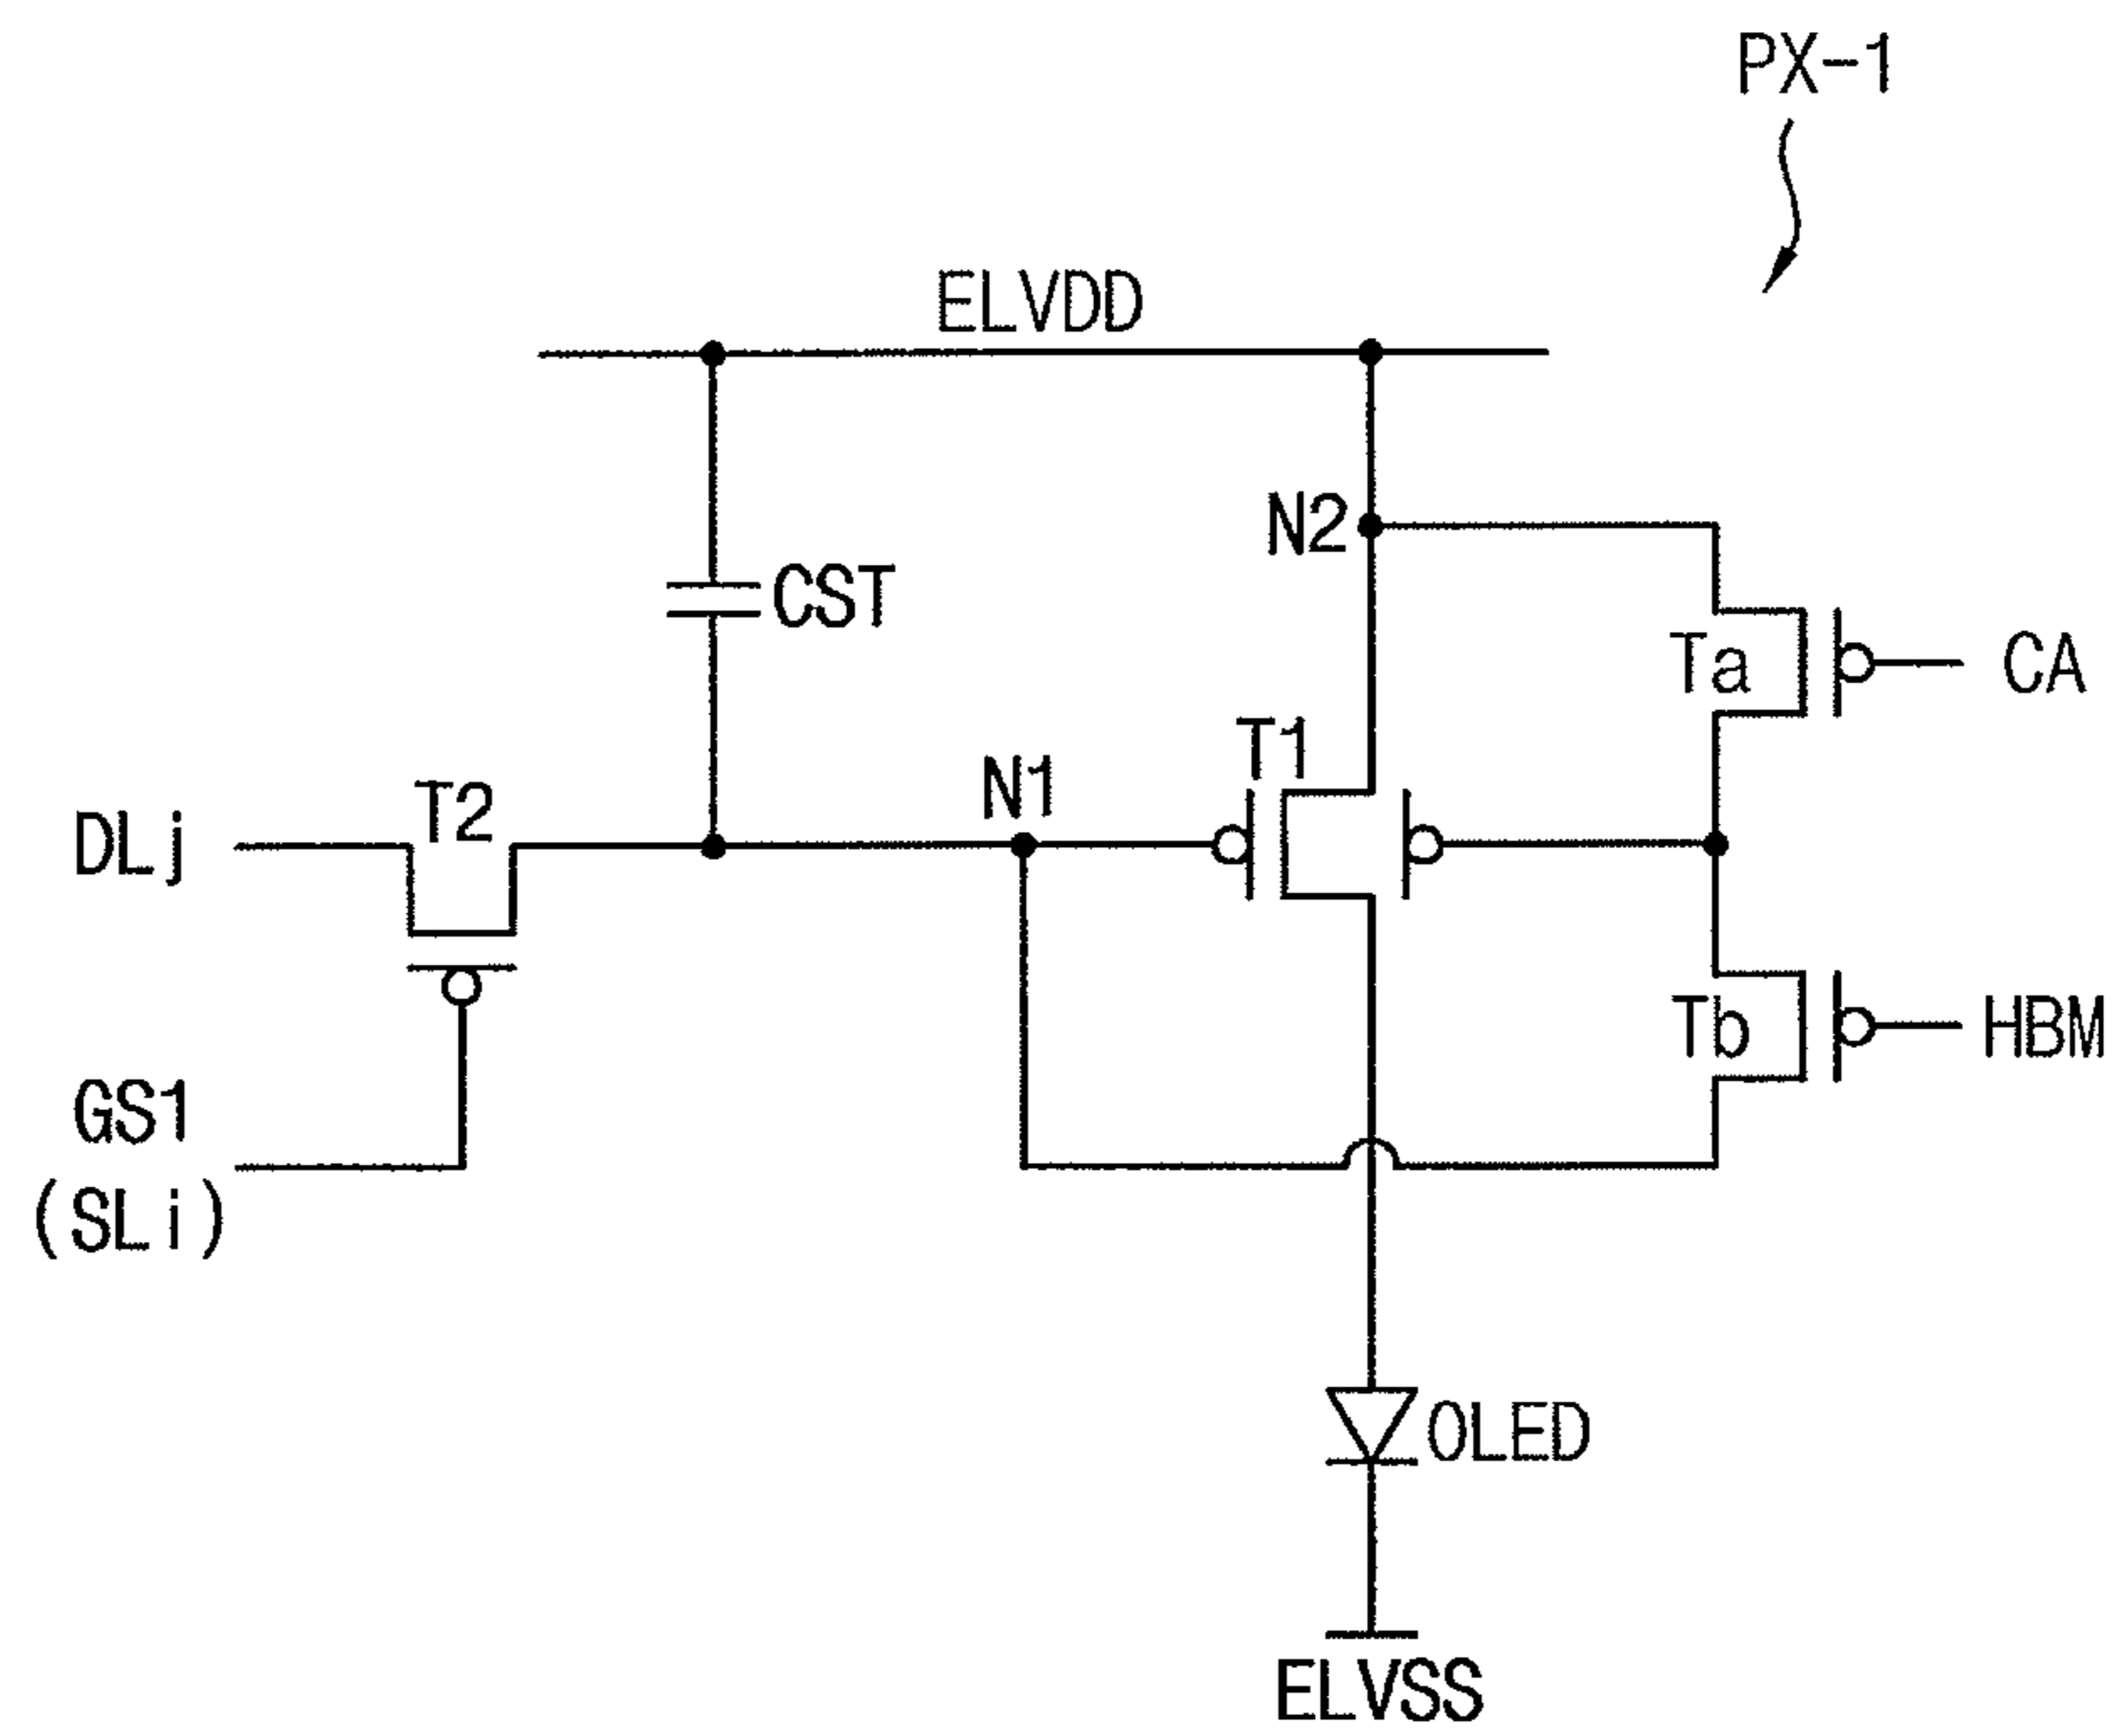 PX-1
ELVDD
N2
CST
Ta
CA
T1
N1
T2
DLj
Tb
HBM
GS1
(SLi)
OLED
ELVSS